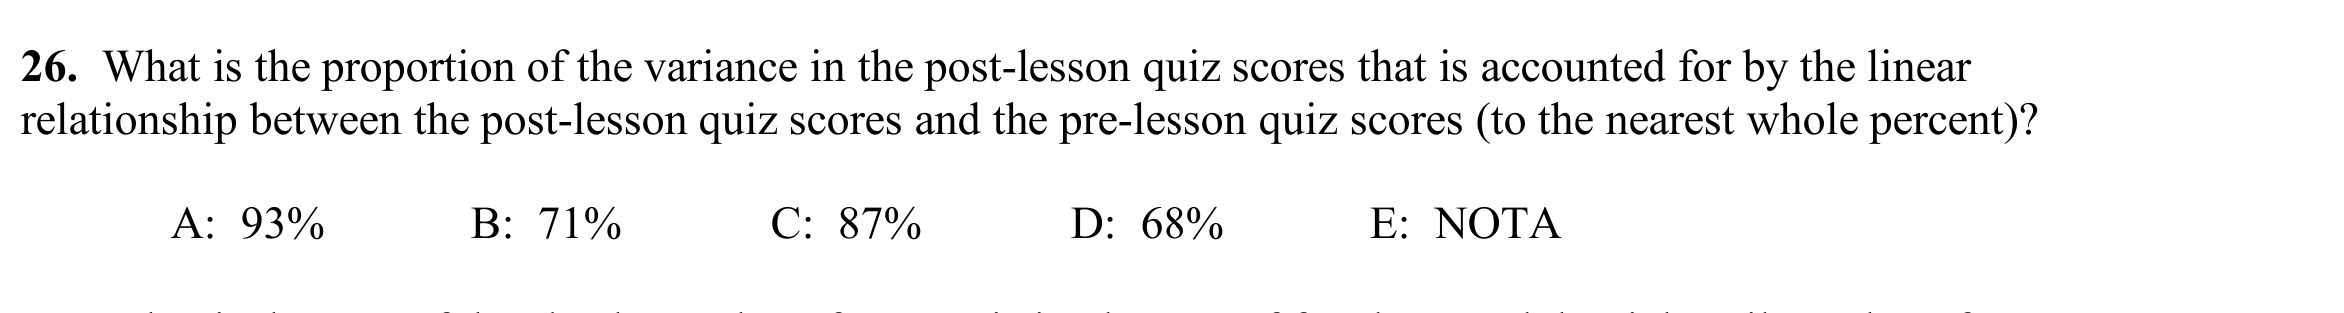 26. What is the proportion of the variance in the post-lesson quiz scores that is accounted for by the linear
relationship between the post-lesson quiz scores and the pre-lesson quiz scores (to the nearest whole percent)?
A: 93% B: 71% C: 87% D: 68% E: NOTA